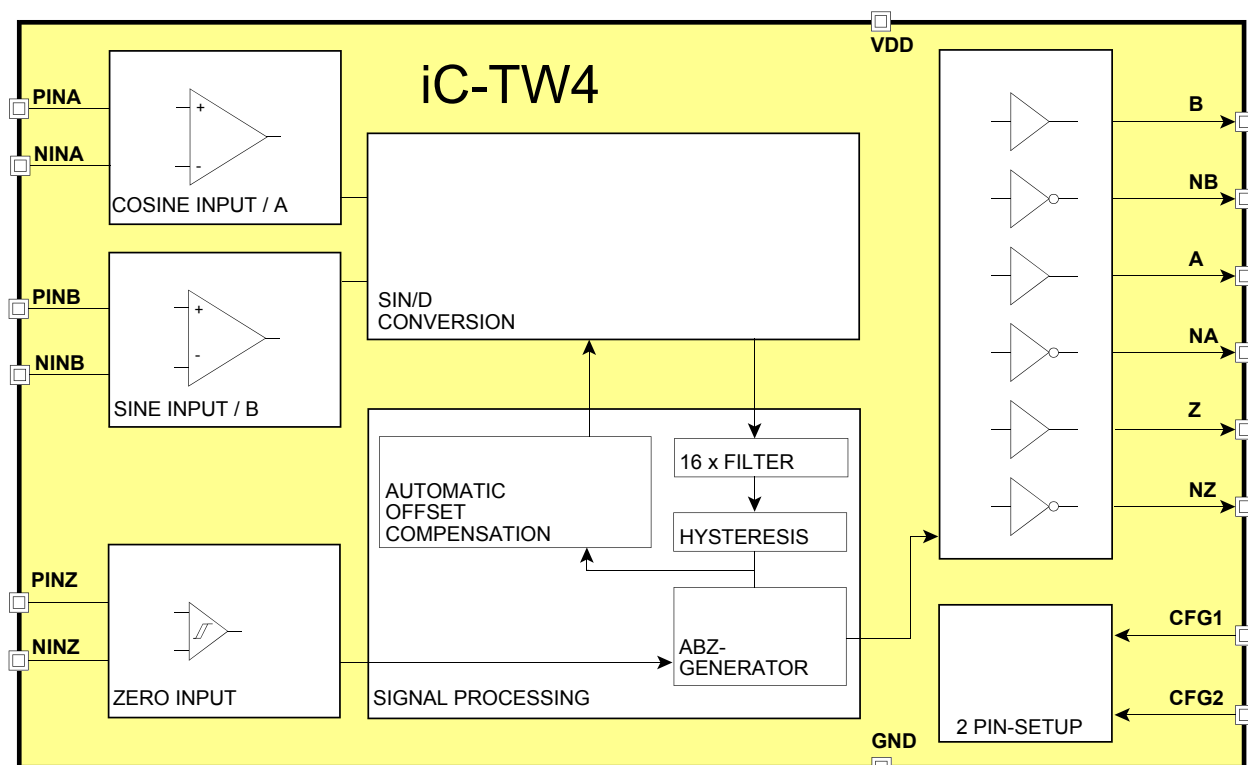 iC-TW4
VDD
PINA
NINA
+
-
COSINE INPUT / A
PINB
NINB
+
-
SINE INPUT / B
SIN/D
CONVERSION
AUTOMATIC
OFFSET
COMPENSATION
16 x FILTER
HYSTERESIS
PINZ
NINZ
ZERO INPUT
ABZ-
GENERATOR
SIGNAL PROCESSING
B
NB
A
NA
Z
NZ
CFG1
CFG2
2 PIN-SETUP
GND